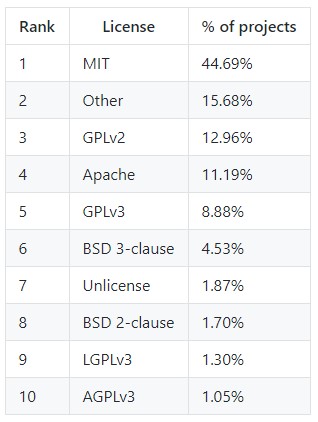 Rank License % of projects
1 MIT 44.69%
2 Other 15.68%
3 GPLv2 12.96%
4 Apache 11.19%
5 GPLv3 8.88%
6 BSD 3-clause 4.53%
7 Unlicense 1.87%
8 BSD 2-clause 1.70%
9 LGPLv3 1.30%
10 AGPLv3 1.05%